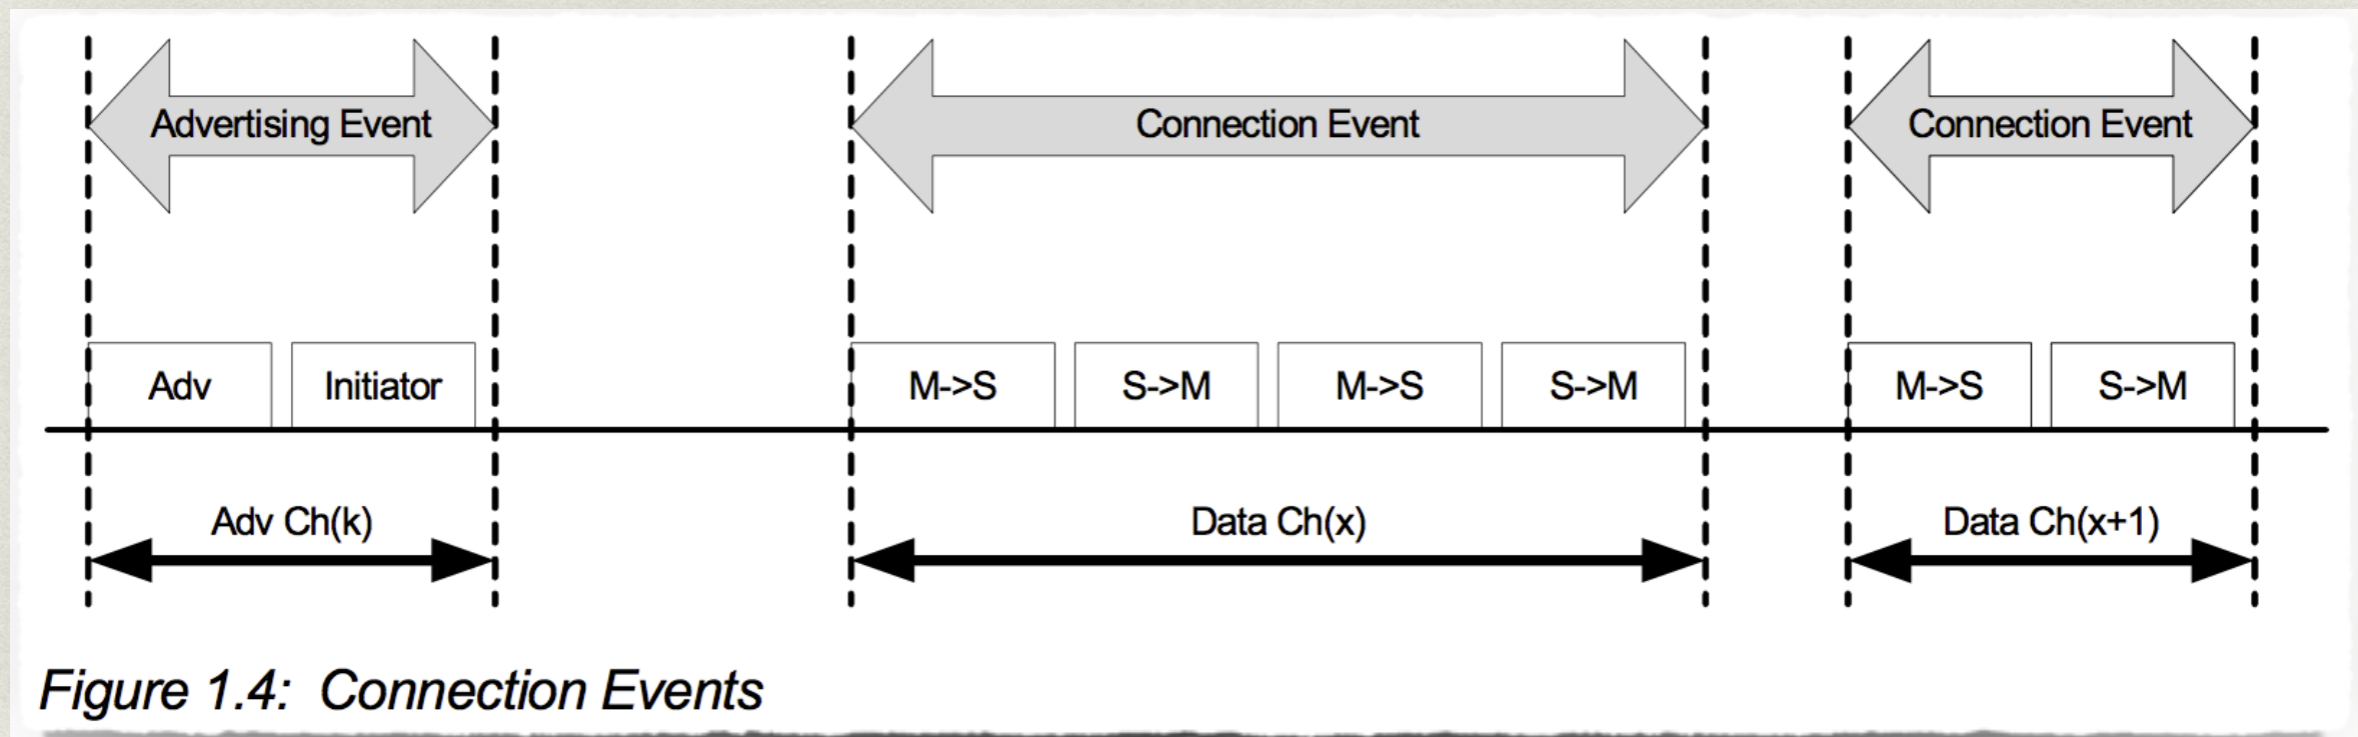 Advertising Event
Connection Event
Connection Event
Adv
Initiator
M->S
S->M
M->S
S->M
M->S
S->M
Adv Ch(k)
Data Ch(x)
Data Ch(x+1)
Figure 1.4: Connection Events